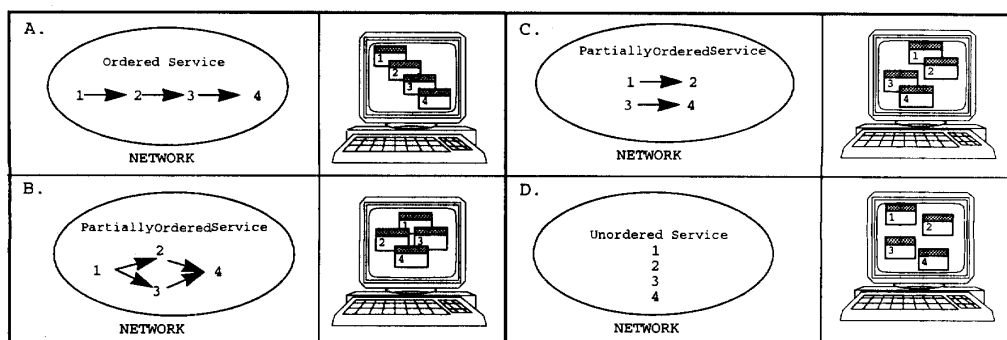 A.
Ordered Service
1 2 3 4
NETWORK
1
2
3
4
C.
PartiallyOrderedService
1 2
3 4
NETWORK
1
2
3
4
B.
PartiallyOrderedService
2
1 4
3
NETWORK
1
2 3
4
D.
Unordered Service
1
2
3
4
NETWORK
1
2
3
4